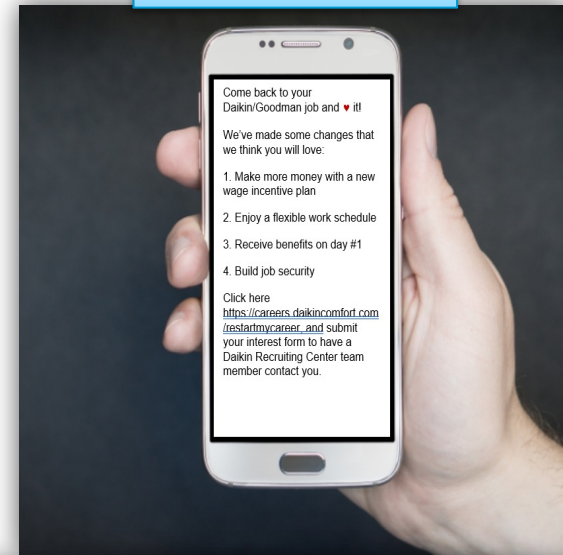 Come back to your
Daikin/Goodman job and ♥ it!
We've made some changes that
we think you will love:
1. Make more money with a new
wage incentive plan
2. Enjoy a flexible work schedule
3. Receive benefits on day #1
4. Build job security
Click here
https://careers.daikincomfort.com
/restartmycareer, and submit
your interest form to have a
Daikin Recruiting Center team
member contact you.